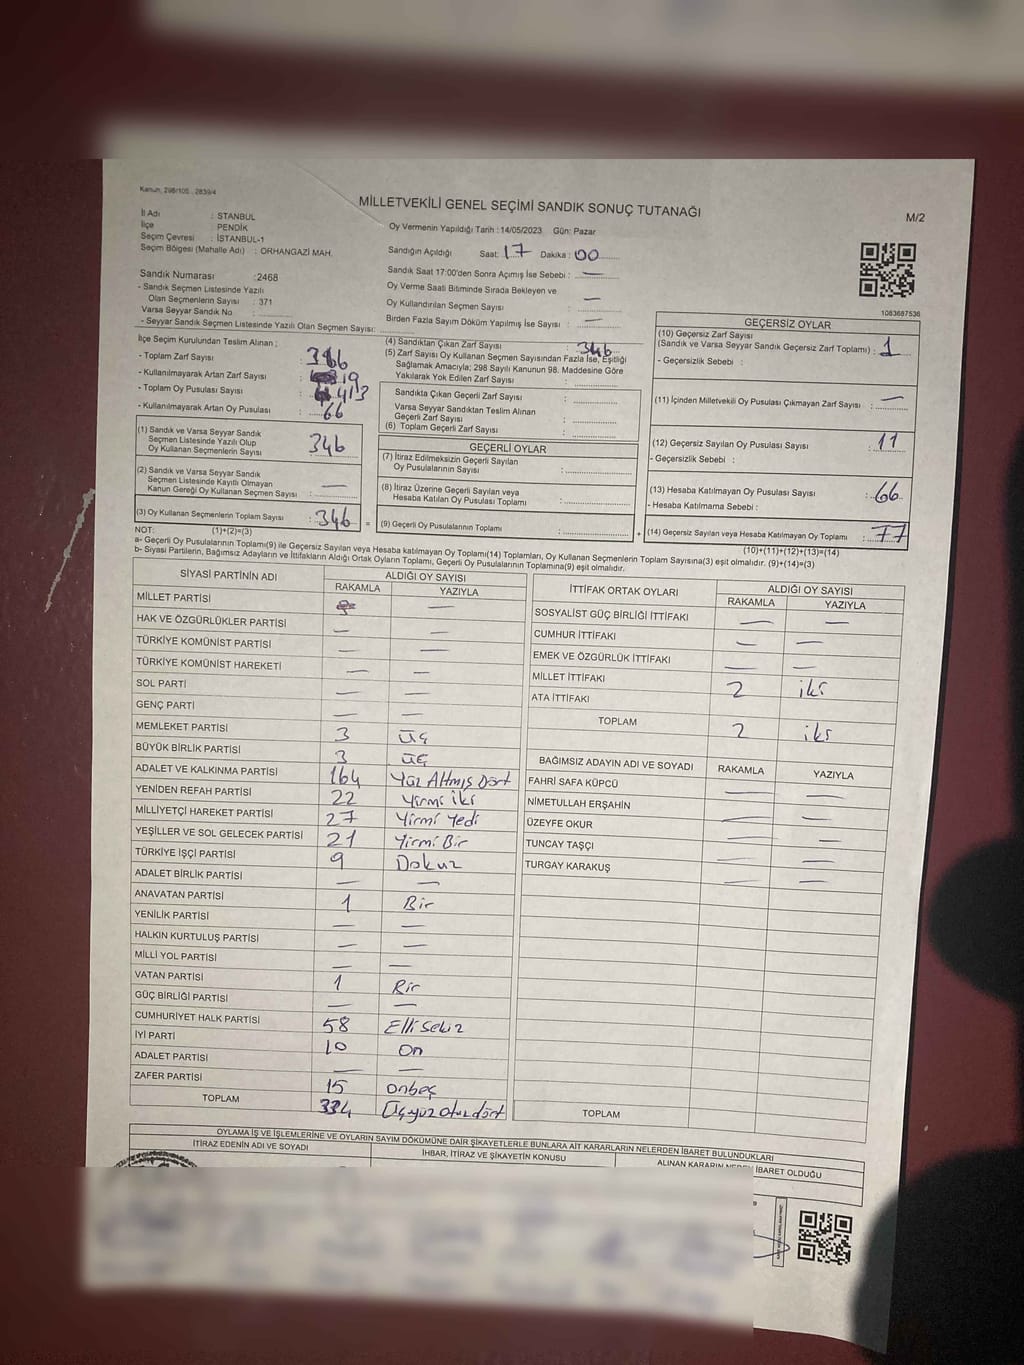 Kanun, 298/105 , 2839/4
MİLLETVEKİLİ GENEL SEÇİMİ SANDIK SONUÇ TUTANAĞI
M/2
İl Adı : STANBUL
İlçe : PENDİK
Seçim Çevresi : İSTANBUL-1
Seçim Bölgesi (Mahalle Adı) : ORHANGAZİ MAH.
Oy Vermenin Yapıldığı Tarih : 14/05/2023 Gün: Pazar
Sandığın Açıldığı Saat: 17 Dakika : 00
Sandık Saat 17:00'den Sonra Açımış İse Sebebi : —
Oy Verme Saati Bitiminde Sırada Bekleyen ve
Oy Kullandırılan Seçmen Sayısı : —
Birden Fazla Sayım Döküm Yapılmış İse Sayısı : —
1083687536
Sandık Numarası :2468
- Sandık Seçmen Listesinde Yazılı
Olan Seçmenlerin Sayısı : 371
Varsa Seyyar Sandık No :
- Seyyar Sandık Seçmen Listesinde Yazılı Olan Seçmen Sayısı:
İlçe Seçim Kurulundan Teslim Alınan ;
- Toplam Zarf Sayısı :
- Kullanılmayarak Artan Zarf Sayısı : 19
- Toplam Oy Pusulası Sayısı : 413
- Kullanılmayarak Artan Oy Pusulası : 66
(1) Sandık ve Varsa Seyyar Sandık
Seçmen Listesinde Yazılı Olup
Oy Kullanan Seçmenlerin Sayısı : 346
(2) Sandık ve Varsa Seyyar Sandık
Seçmen Listesinde Kayıtlı Olmayan
Kanun Gereği Oy Kullanan Seçmen Sayısı : —
(3) Oy Kullanan Seçmenlerin Toplam Sayısı : 346 =
(4) Sandıktan Çıkan Zarf Sayısı : 346
(5) Zarf Sayısı Oy Kullanan Seçmen Sayısından Fazla İse, Eşitliği
Sağlamak Amacıyla; 298 Sayılı Kanunun 98. Maddesine Göre
Yakılarak Yok Edilen Zarf Sayısı :
Sandıkta Çıkan Geçerli Zarf Sayısı :
Varsa Seyyar Sandıktan Teslim Alınan
Geçerli Zarf Sayısı :
(6) Toplam Geçerli Zarf Sayısı :
GEÇERLİ OYLAR
(7) İtiraz Edilmeksizin Geçerli Sayılan
Oy Pusulalarının Sayısı :
(8) İtiraz Üzerine Geçerli Sayılan veya
Hesaba Katılan Oy Pusulası Toplamı :
(9) Geçerli Oy Pusulalarının Toplamı : +
GEÇERSİZ OYLAR
(10) Geçersiz Zarf Sayısı
(Sandık ve Varsa Seyyar Sandık Geçersiz Zarf Toplamı) : 1
- Geçersizlik Sebebi :
(11) İçinden Milletvekili Oy Pusulası Çıkmayan Zarf Sayısı : —
(12) Geçersiz Sayılan Oy Pusulası Sayısı : 11
- Geçersizlik Sebebi :
(13) Hesaba Katılmayan Oy Pusulası Sayısı : 66
- Hesaba Katılmama Sebebi :
(14) Geçersiz Sayılan veya Hesaba Katılmayan Oy Toplamı : 77
NOT: (1)+(2)=(3) (10)+(11)+(12)+(13)=(14)
a- Geçerli Oy Pusulalarının Toplamı(9) ile Geçersiz Sayılan veya Hesaba katılmayan Oy Toplamı(14) Toplamları, Oy Kullanan Seçmenlerin Toplam Sayısına(3) eşit olmalıdır. (9)+(14)=(3)
b- Siyasi Partilerin, Bağımsız Adayların ve İttifakların Aldığı Ortak Oyların Toplamı, Geçerli Oy Pusulalarının Toplamına(9) eşit olmalıdır.
SİYASİ PARTİNİN ADI ALDIĞI OY SAYISI
RAKAMLA YAZIYLA
MİLLET PARTİSİ —
HAK VE ÖZGÜRLÜKLER PARTİSİ — —
TÜRKİYE KOMÜNİST PARTİSİ — —
TÜRKİYE KOMÜNİST HAREKETİ — —
SOL PARTİ — —
GENÇ PARTİ — —
MEMLEKET PARTİSİ 3 üç
BÜYÜK BİRLİK PARTİSİ 3 üç
ADALET VE KALKINMA PARTİSİ 164 Yüz Altmış Dört
YENİDEN REFAH PARTİSİ 22 Yirmi iki
MİLLİYETÇİ HAREKET PARTİSİ 27 Yirmi Yedi
YEŞİLLER VE SOL GELECEK PARTİSİ 21 Yirmi Bir
TÜRKİYE İŞÇİ PARTİSİ 9 Dokuz
ADALET BİRLİK PARTİSİ — —
ANAVATAN PARTİSİ 1 Bir
YENİLİK PARTİSİ — —
HALKIN KURTULUŞ PARTİSİ — —
MİLLİ YOL PARTİSİ — —
VATAN PARTİSİ 1 Bir
GÜÇ BİRLİĞİ PARTİSİ — —
CUMHURİYET HALK PARTİSİ 58 Elli sekiz
İYİ PARTİ 10 On
ADALET PARTİSİ — —
ZAFER PARTİSİ 15 onbeş
TOPLAM 334 Üçyüz otuz dört
İTTİFAK ORTAK OYLARI ALDIĞI OY SAYISI
RAKAMLA YAZIYLA
SOSYALİST GÜÇ BİRLİĞİ İTTİFAKI — —
CUMHUR İTTİFAKI — —
EMEK VE ÖZGÜRLÜK İTTİFAKI — —
MİLLET İTTİFAKI 2 iki
ATA İTTİFAKI
TOPLAM 2 iki
BAĞIMSIZ ADAYIN ADI VE SOYADI RAKAMLA YAZIYLA
FAHRİ SAFA KÜPCÜ — —
NİMETULLAH ERŞAHİN — —
ÜZEYFE OKUR — —
TUNCAY TAŞÇI — —
TURGAY KARAKUŞ — —
TOPLAM
OYLAMA İŞ VE İŞLEMLERİNE VE OYLARIN SAYIM DÖKÜMÜNE DAİR ŞİKAYETLERLE BUNLARA AİT KARARLARIN NELERDEN İBARET BULUNDUKLARI
İTİRAZ EDENİN ADI VE SOYADI İHBAR, İTİRAZ VE ŞİKAYETİN KONUSU ALINAN KARARIN NEDEN İBARET OLDUĞU